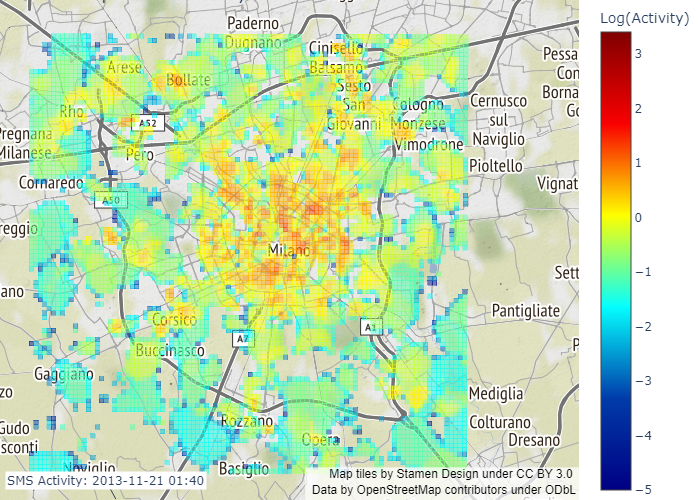 Log(Activity)
3
2
1
0
−1
−2
−3
−4
−5
Paderno
Dugnano
Cinisello
Balsamo
Sesto
San
Giovanni
Cologno
Monzese
Vimodrone
Cernusco
sul
Naviglio
Pioltello
Pessa
Con
Borna
Go
Vignat
Arese
Bollate
Rho
A52
Pero
Pregnana
Milanese
Cornaredo
A50
reggio
Milano
ano
Corsico
Buccinasco
A7
A1
Sett
Pantigliate
P
Gaggiano
zo
Gudo
sconti
Rozzano
Opera
Mediglia
Colturano
Dresano
Noviglio
Basiglio
SMS Activity: 2013-11-21 01:40
Map tiles by Stamen Design under CC BY 3.0
Data by OpenStreetMap contributors under ODbL